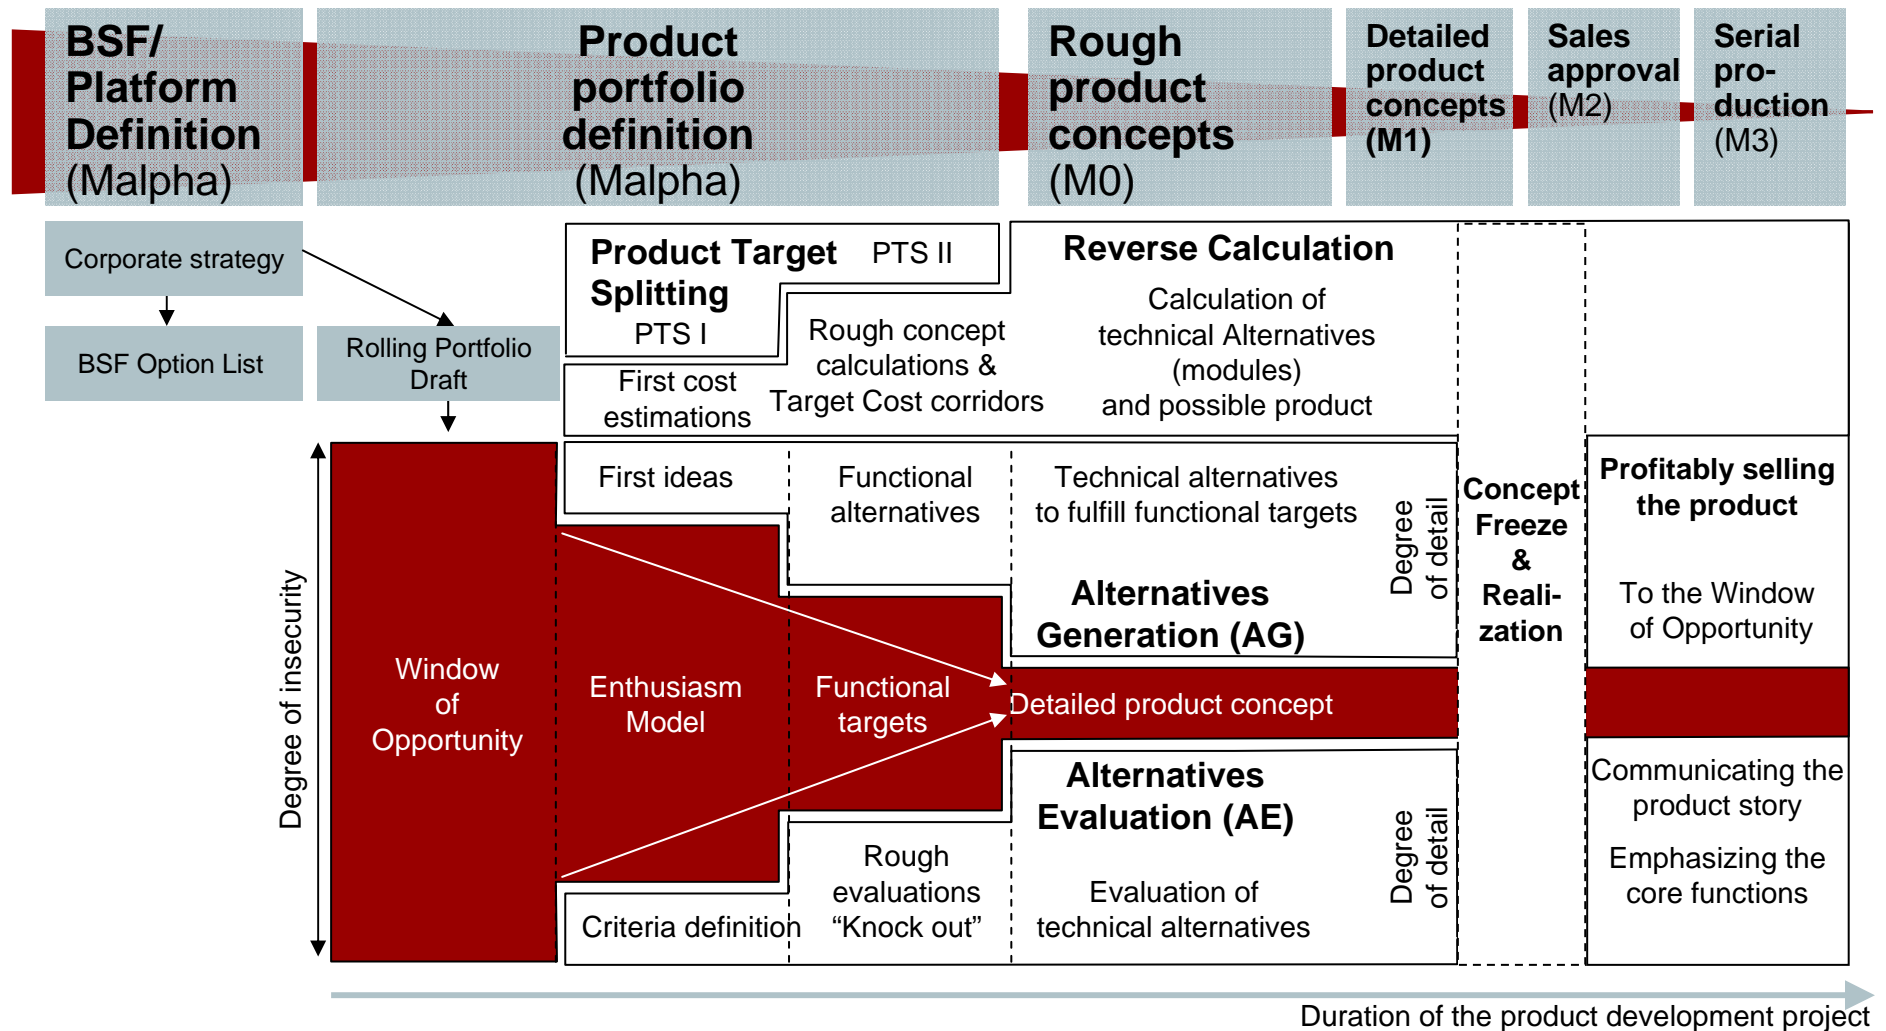 BSF/
Platform
Definition
(Malpha)
Product
portfolio
definition
(Malpha)
Rough
product
concepts
(M0)
Detailed
product
concepts
(M1)
Sales
approval
(M2)
Serial
pro-
duction
(M3)
Corporate strategy
BSF Option List
Rolling Portfolio
Draft
Product Target
Splitting
PTS I
PTS II
First cost
estimations
Rough concept
calculations &
Target Cost corridors
Reverse Calculation
Calculation of
technical Alternatives
(modules)
and possible product
First ideas
Functional
alternatives
Technical alternatives
to fulfill functional targets
Alternatives
Generation (AG)
Degree
of detail
Concept
Freeze
&
Reali-
zation
Profitably selling
the product
To the Window
of Opportunity
Degree of insecurity
Window
of
Opportunity
Enthusiasm
Model
Functional
targets
Detailed product concept
Criteria definition
Rough
evaluations
“Knock out”
Alternatives
Evaluation (AE)
Evaluation of
technical alternatives
Degree
of detail
Communicating the
product story
Emphasizing the
core functions
Duration of the product development project